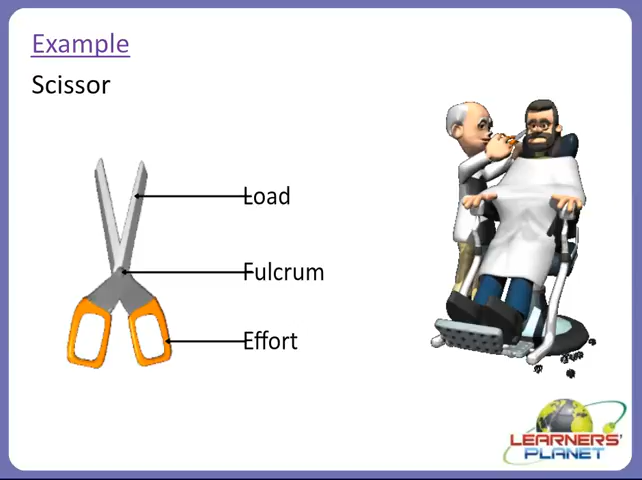 Example
Scissor
Load
Fulcrum
Effort
LEARNERS'
PLANET